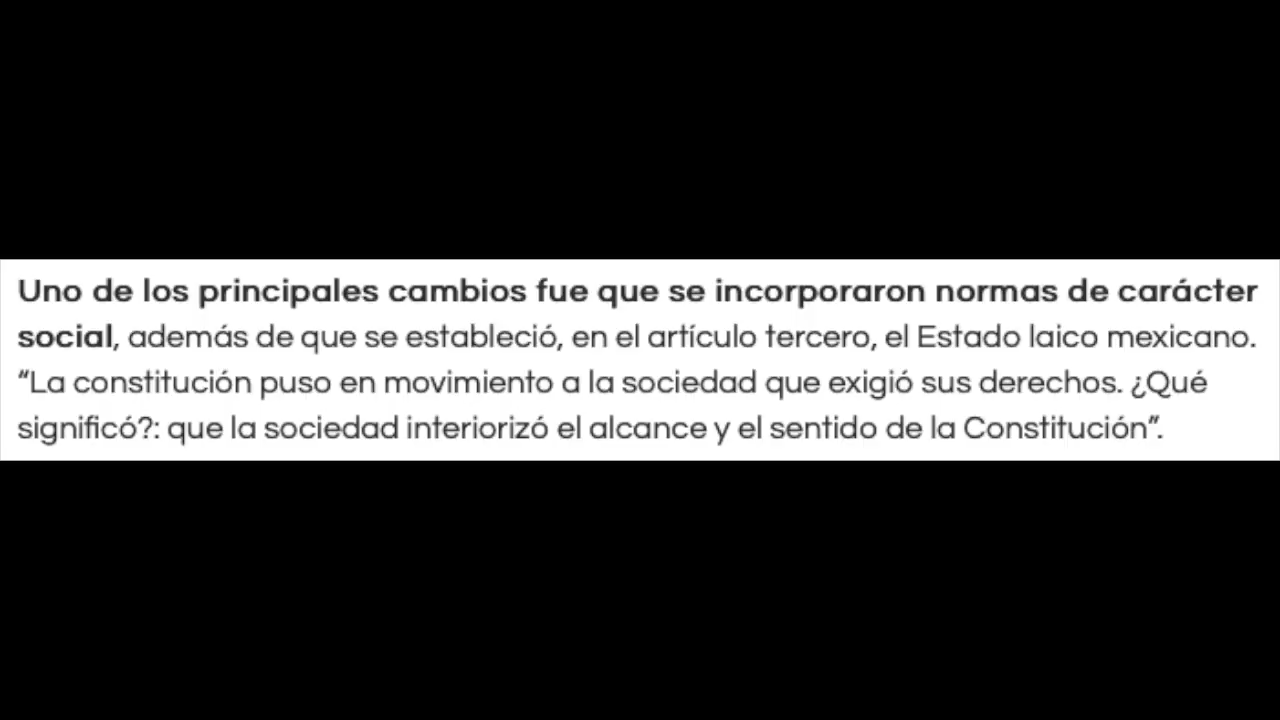 Uno de los principales cambios fue que se incorporaron normas de carácter
social, además de que se estableció, en el artículo tercero, el Estado laico mexicano.
“La constitución puso en movimiento a la sociedad que exigió sus derechos. ¿Qué
significó?: que la sociedad interiorizó el alcance y el sentido de la Constitución”.